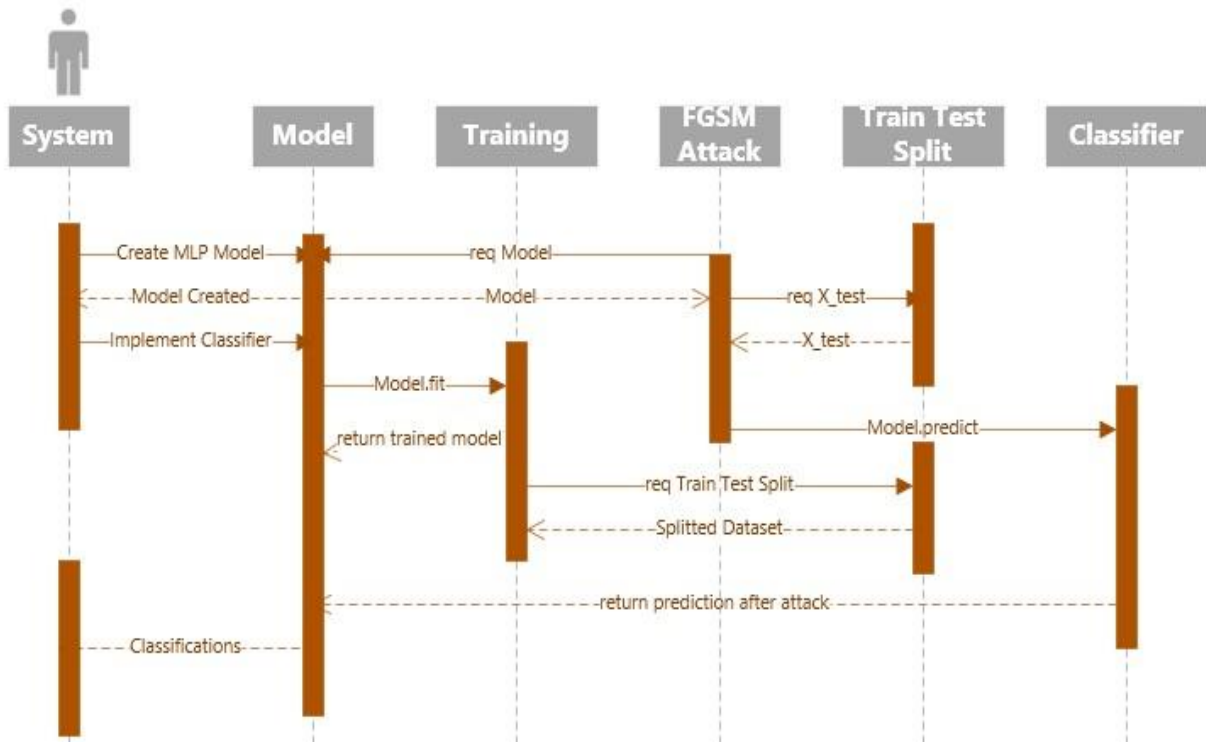 System
Model
Training
FGSM
Attack
Train Test
Split
Classifier
Create MLP Model
req Model
Model Created
Model
req X_test
Implement Classifier
X_test
Model.fit
Model.predict
return trained model
req Train Test Split
Splitted Dataset
return prediction after attack
Classifications